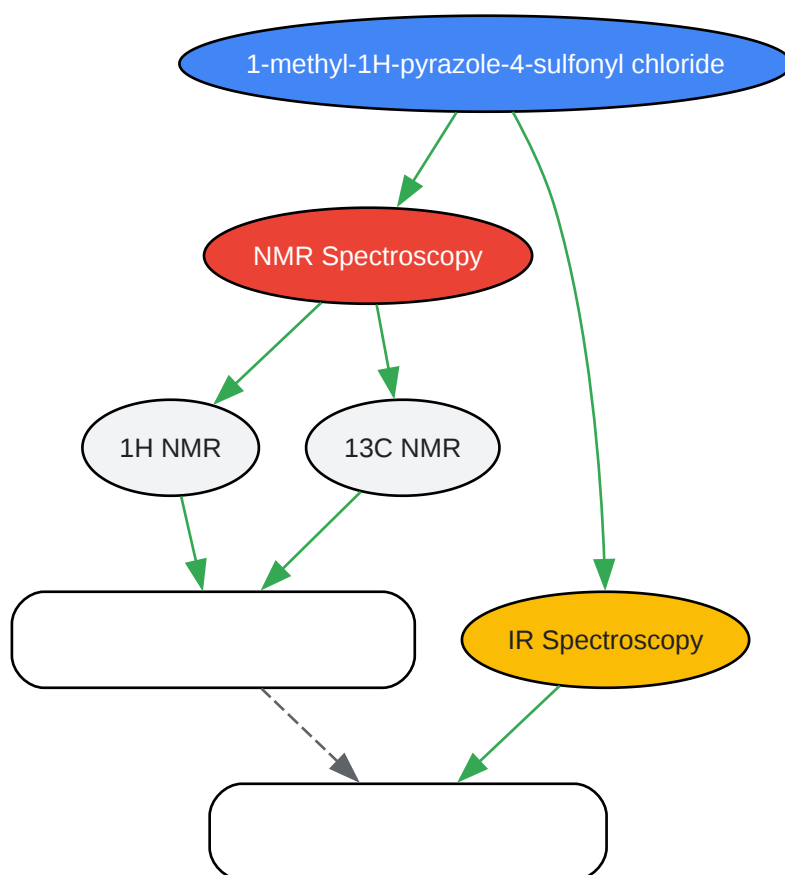 1-methyl-1H-pyrazole-4-sulfonyl chloride
NMR Spectroscopy
1H NMR
13C NMR
IR Spectroscopy